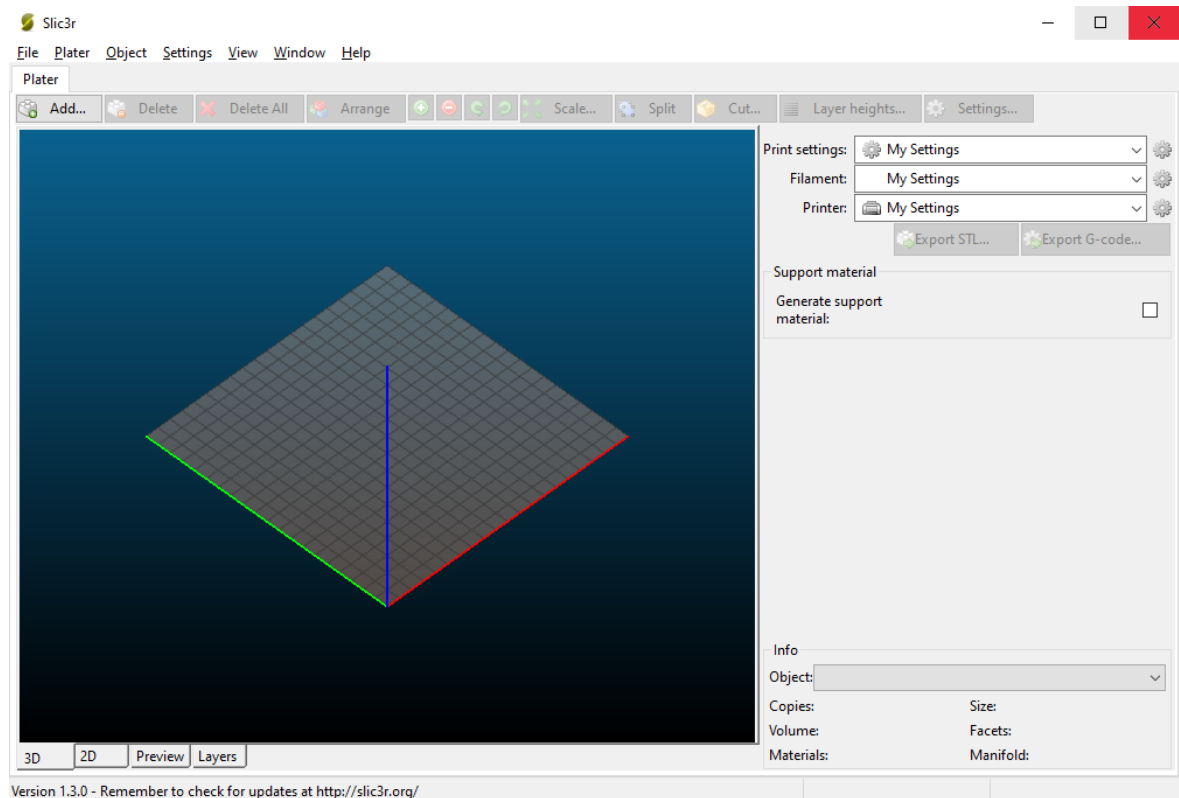 Slic3r
File Plater Object Settings View Window Help
Plater
Add... Delete Delete All Arrange Scale... Split Cut... Layer heights... Settings...
Print settings: My Settings
Filament: My Settings
Printer: My Settings
Export STL... Export G-code...
Support material
Generate support
material:
Info
Object:
Copies: Size:
Volume: Facets:
Materials: Manifold:
3D 2D Preview Layers
Version 1.3.0 - Remember to check for updates at http://slic3r.org/